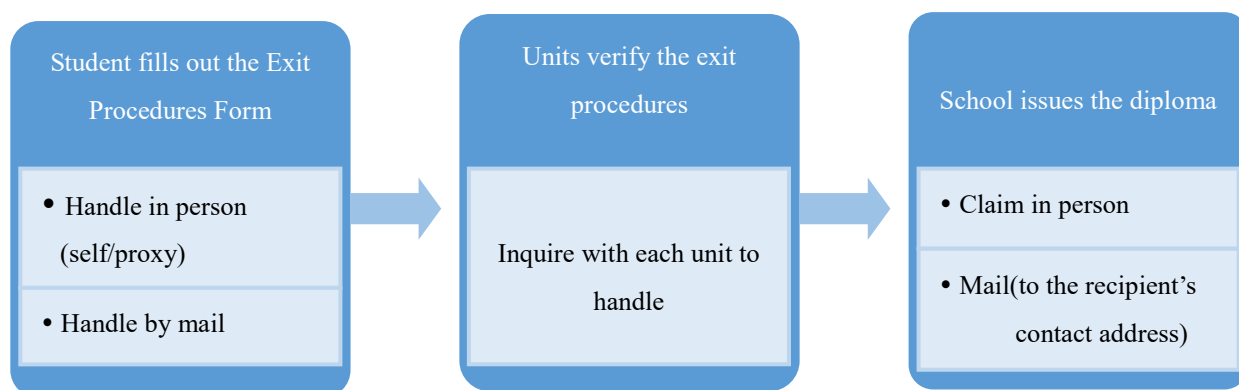 Student fills out the Exit
Procedures Form
• Handle in person
(self/proxy)
• Handle by mail
Units verify the exit
procedures
Inquire with each unit to
handle
School issues the diploma
• Claim in person
• Mail(to the recipient’s
contact address)